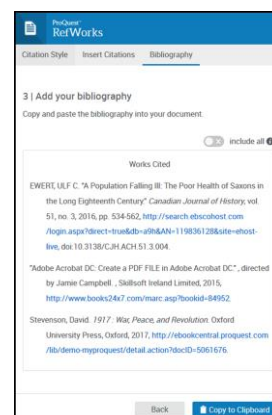 ProQuest®
RefWorks
Citation Style Insert Citations Bibliography
3 | Add your bibliography
Copy and paste the bibliography into your document
include all
Works Cited
EWERT, ULF C. "A Population Falling Ill: The Poor Health of Saxons in
the Long Eighteenth Century." Canadian Journal of History, vol.
51, no. 3, 2016, pp. 534-562, http://search.ebscohost.com
/login.aspx?direct=true&db=a9h&AN=119836128&site=ehost-
live, doi:10.3138/CJH.ACH.51.3.004.
"Adobe Acrobat DC: Create a PDF FILE in Adobe Acrobat DC.", directed
by Jamie Campbell. , Skillsoft Ireland Limited, 2015,
http://www.books24x7.com/marc.asp?bookid=84952.
Stevenson, David. 1917 : War, Peace, and Revolution. Oxford
University Press, Oxford, 2017, http://ebookcentral.proquest.com
/lib/demo-myproquest/detail.action?docID=5061676.
Back Copy to Clipboard